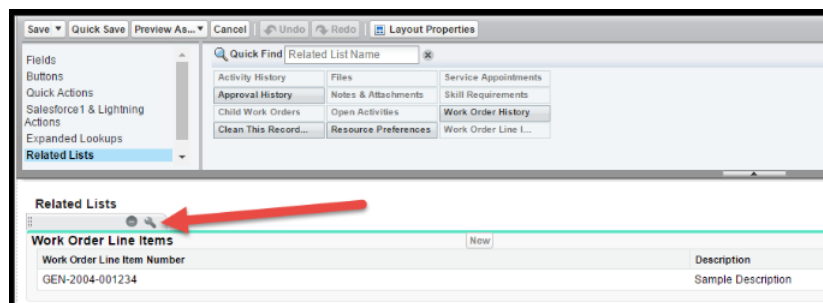 Save Quick Save Preview As... Cancel Undo Redo Layout Properties
Fields
Buttons
Quick Actions
Salesforce1 & Lightning
Actions
Expanded Lookups
Related Lists
Quick Find Related List Name
Activity History Files Service Appointments
Approval History Notes & Attachments Skill Requirements
Child Work Orders Open Activities Work Order History
Clean This Record... Resource Preferences Work Order Line I...
Related Lists
Work Order Line Items New
Work Order Line Item Number Description
GEN-2004-001234 Sample Description